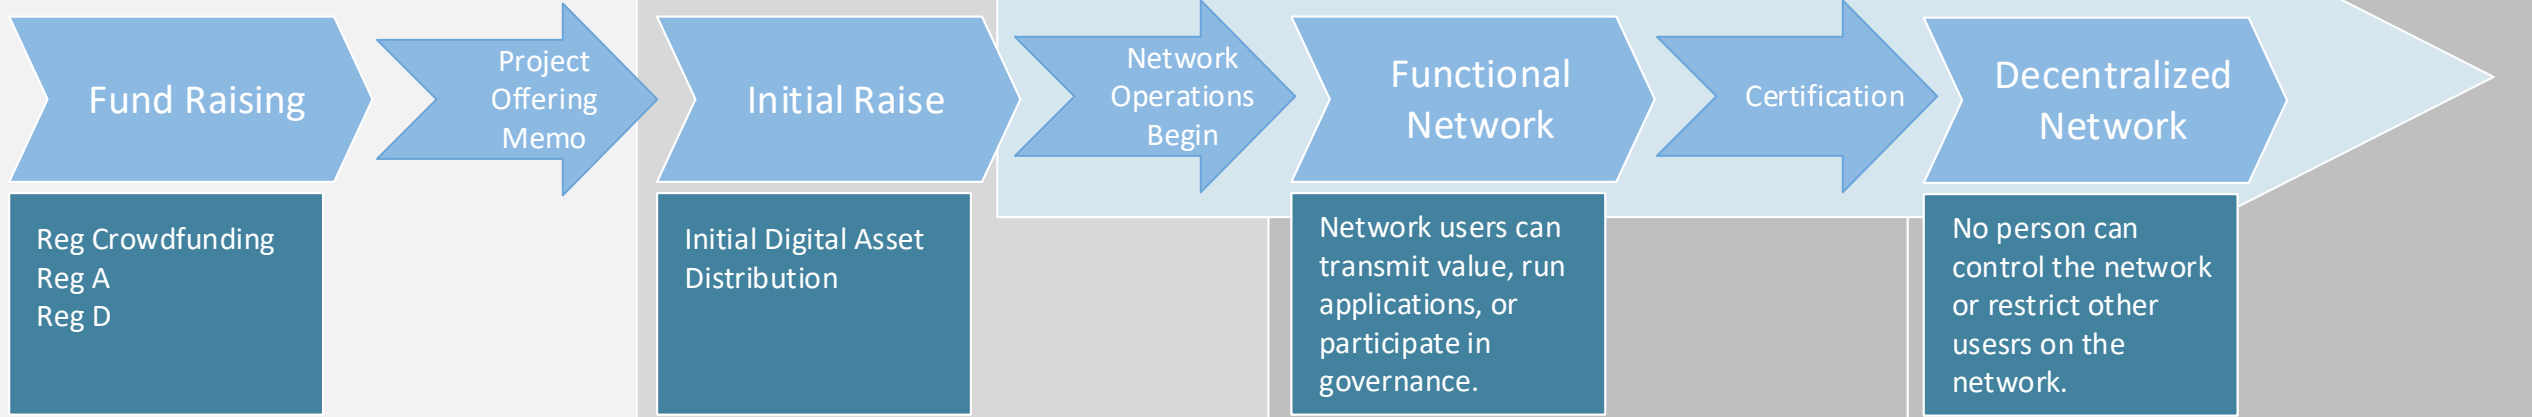 Fund Raising
Project
Offering
Memo
Initial Raise
Network
Operations
Begin
Functional
Network
Certification
Decentralized
Network
Reg Crowdfunding
Reg A
Reg D
Initial Digital Asset
Distribution
Network users can
transmit value, run
applications, or
participate in
governance.
No person can
control the network
or restrict other
usesrs on the
network.